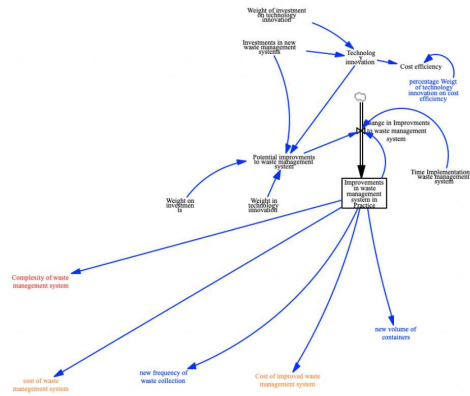 Weight of investment
on technology
innovation
Investments in new
waste management
systems
Technolog
y
innovation
Cost efficiency
percentage Weigt
of technology
innovation on cost
efficiency
hange in Improvments
to waste management
system
Potential improvments
to waste management
system
Time Implementation
waste management
system
Weight on
investmen
ts
Weight in
technology
innovation
Improvements
in waste
management
system in
Practice
Complexity of waste
management system
new volume of
containers
cost of waste
management system
new frequency of
waste collection
Cost of improved waste
management system